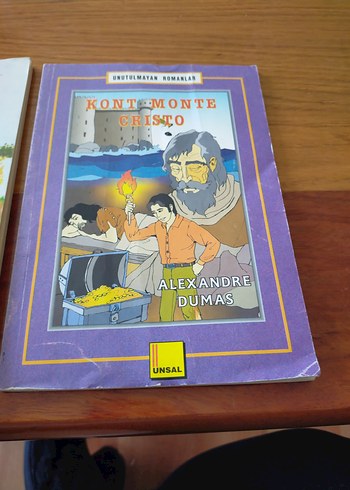 UNUTULMAYAN ROMANLAR
KONT MONTE
CRISTO
ALEXANDRE
DUMAS
UNSAL